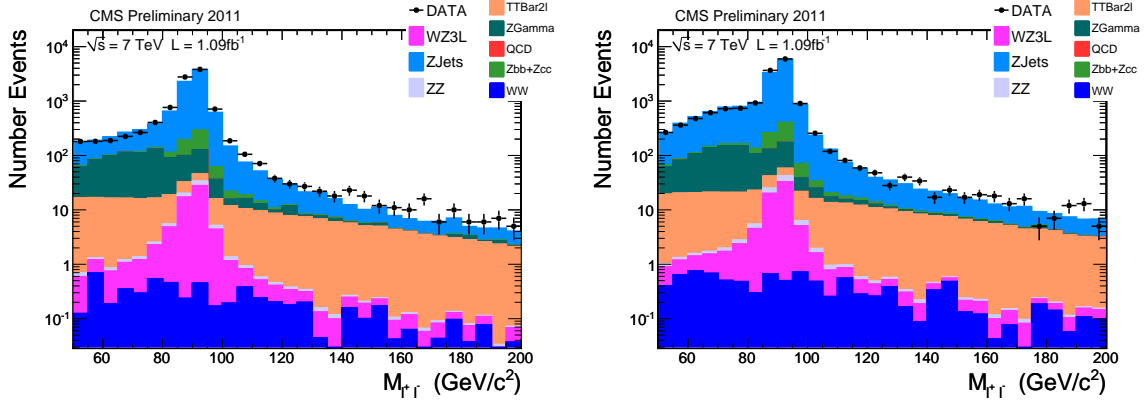 CMS Preliminary 2011
√s = 7 TeV L = 1.09fb⁻¹
DATA
WZ3L
ZJets
ZZ
TTBar2l
ZGamma
QCD
Zbb+Zcc
WW
Number Events
10⁴
10³
10²
10
1
10⁻¹
60 80 100 120 140 160 180 200
M l⁺ l⁻ (GeV/c²)
CMS Preliminary 2011
√s = 7 TeV L = 1.09fb⁻¹
DATA
WZ3L
ZJets
ZZ
TTBar2l
ZGamma
QCD
Zbb+Zcc
WW
Number Events
10⁴
10³
10²
10
1
10⁻¹
60 80 100 120 140 160 180 200
M l⁺ l⁻ (GeV/c²)